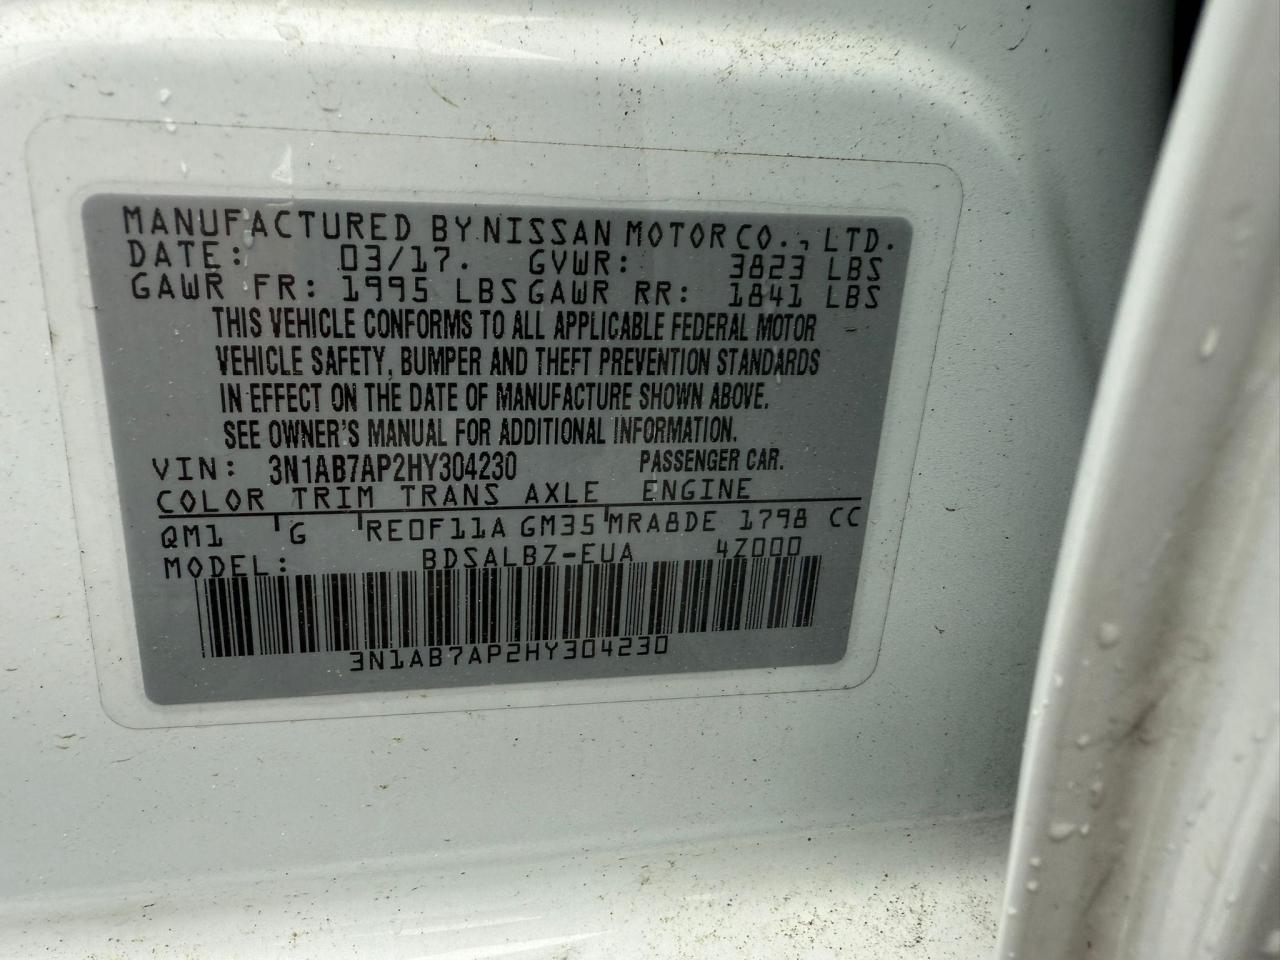 MANUFACTURED BY NISSAN MOTOR CO., LTD.
DATE: 03/17. GVWR: 3823 LBS
GAWR FR: 1995 LBS GAWR RR: 1841 LBS
THIS VEHICLE CONFORMS TO ALL APPLICABLE FEDERAL MOTOR
VEHICLE SAFETY, BUMPER AND THEFT PREVENTION STANDARDS
IN EFFECT ON THE DATE OF MANUFACTURE SHOWN ABOVE.
SEE OWNER'S MANUAL FOR ADDITIONAL INFORMATION.
VIN: 3N1AB7AP2HY304230 PASSENGER CAR.
COLOR TRIM TRANS AXLE ENGINE
QM1 G RE0F11A GM35 MRA8DE 1798 CC
MODEL: BDSALBZ-EUA 4Z000
3N1AB7AP2HY304230